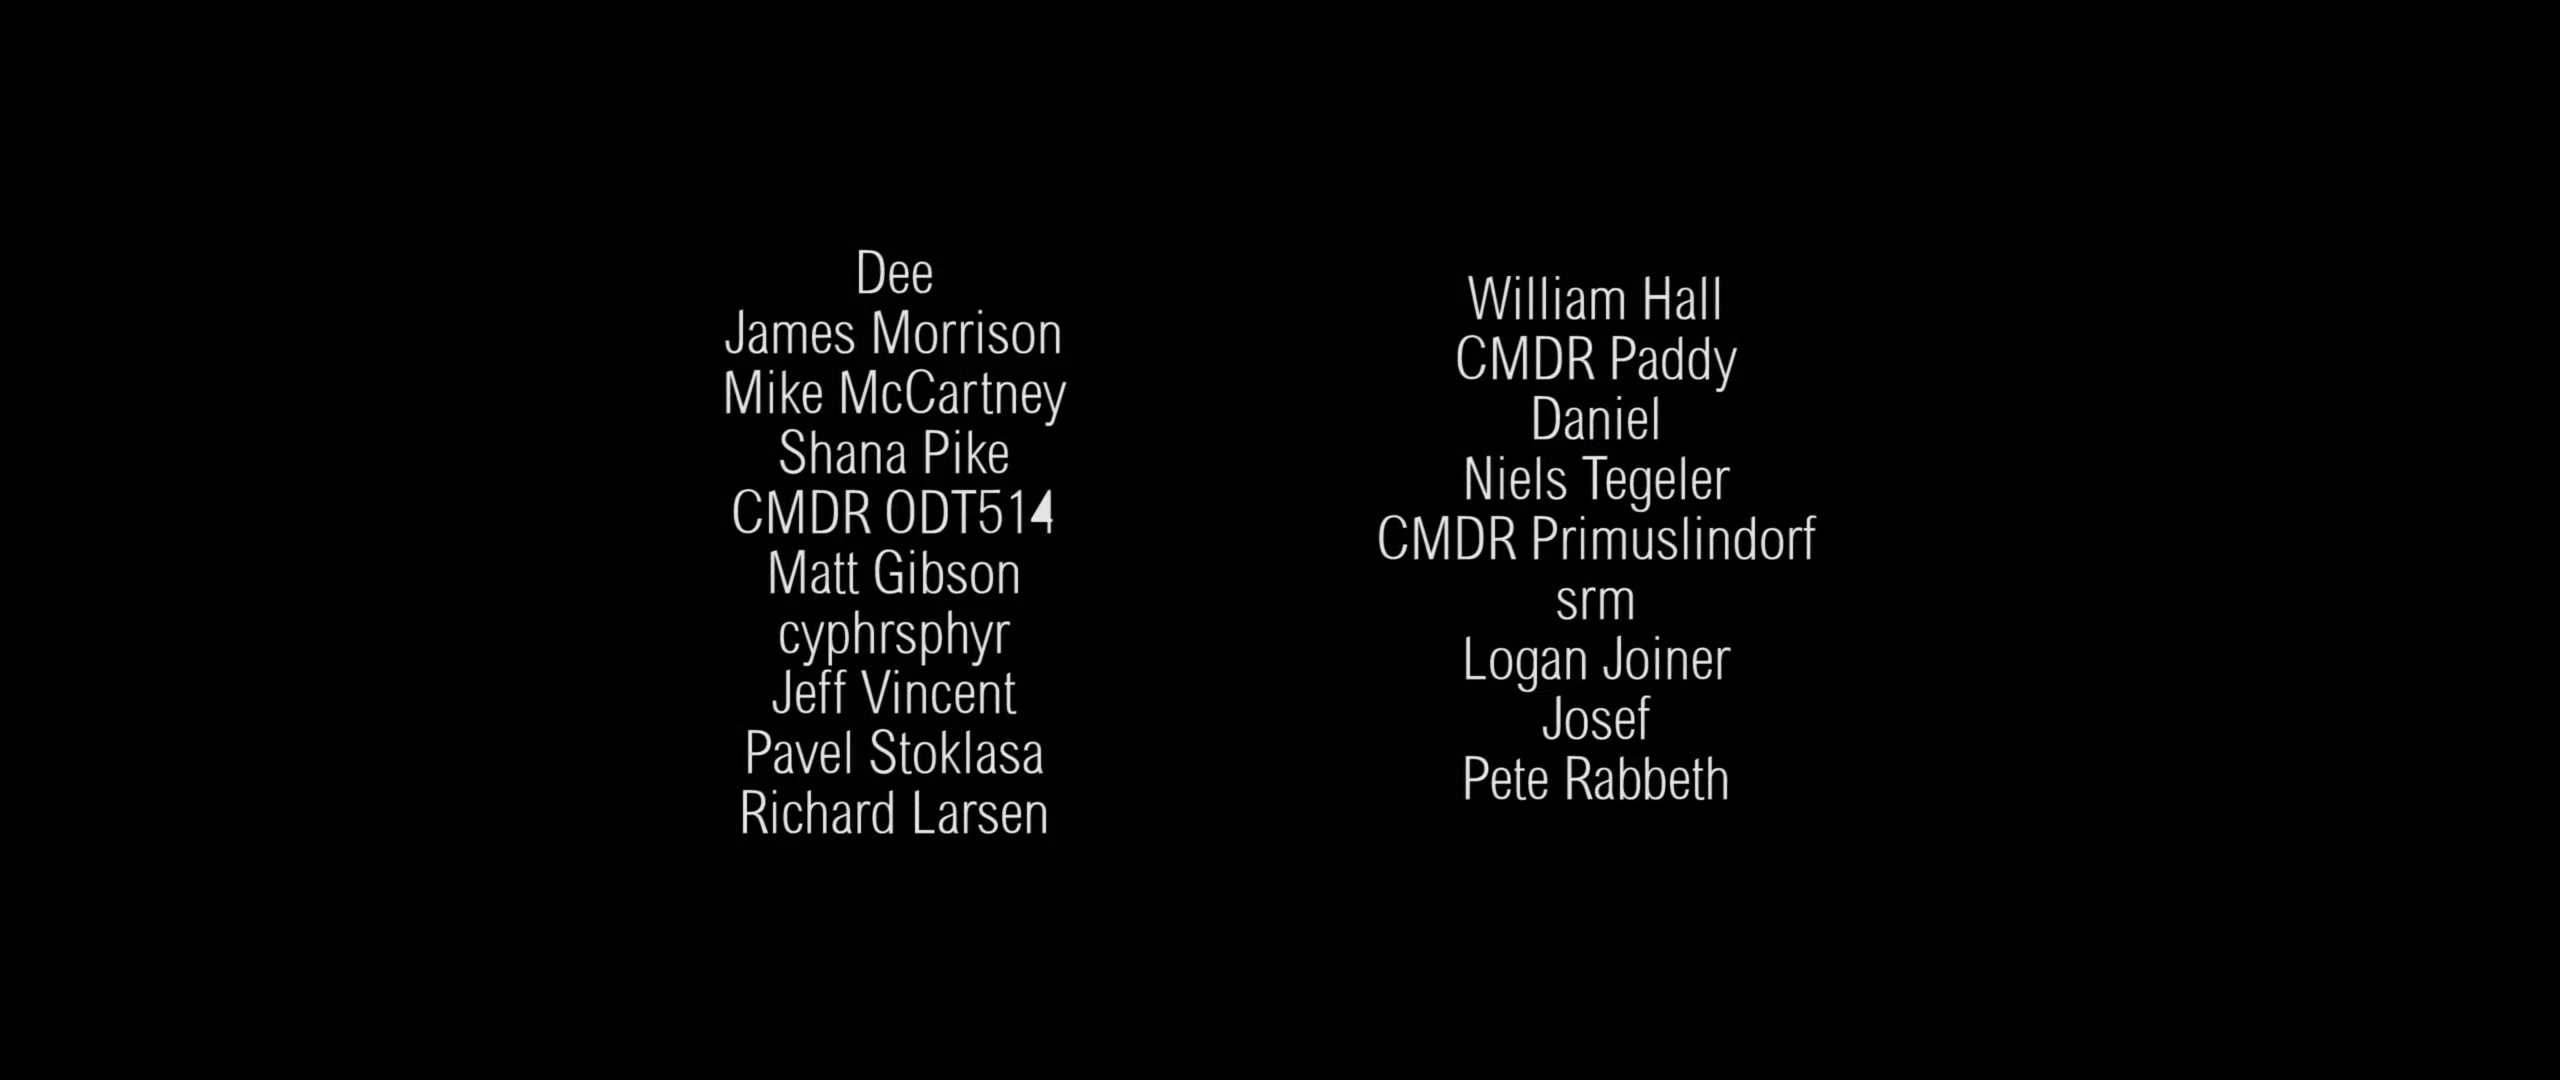 Dee
James Morrison
Mike McCartney
Shana Pike
CMDR ODT514
Matt Gibson
cyphrsphyr
Jeff Vincent
Pavel Stoklasa
Richard Larsen
William Hall
CMDR Paddy
Daniel
Niels Tegeler
CMDR Primuslindorf
srm
Logan Joiner
Josef
Pete Rabbeth